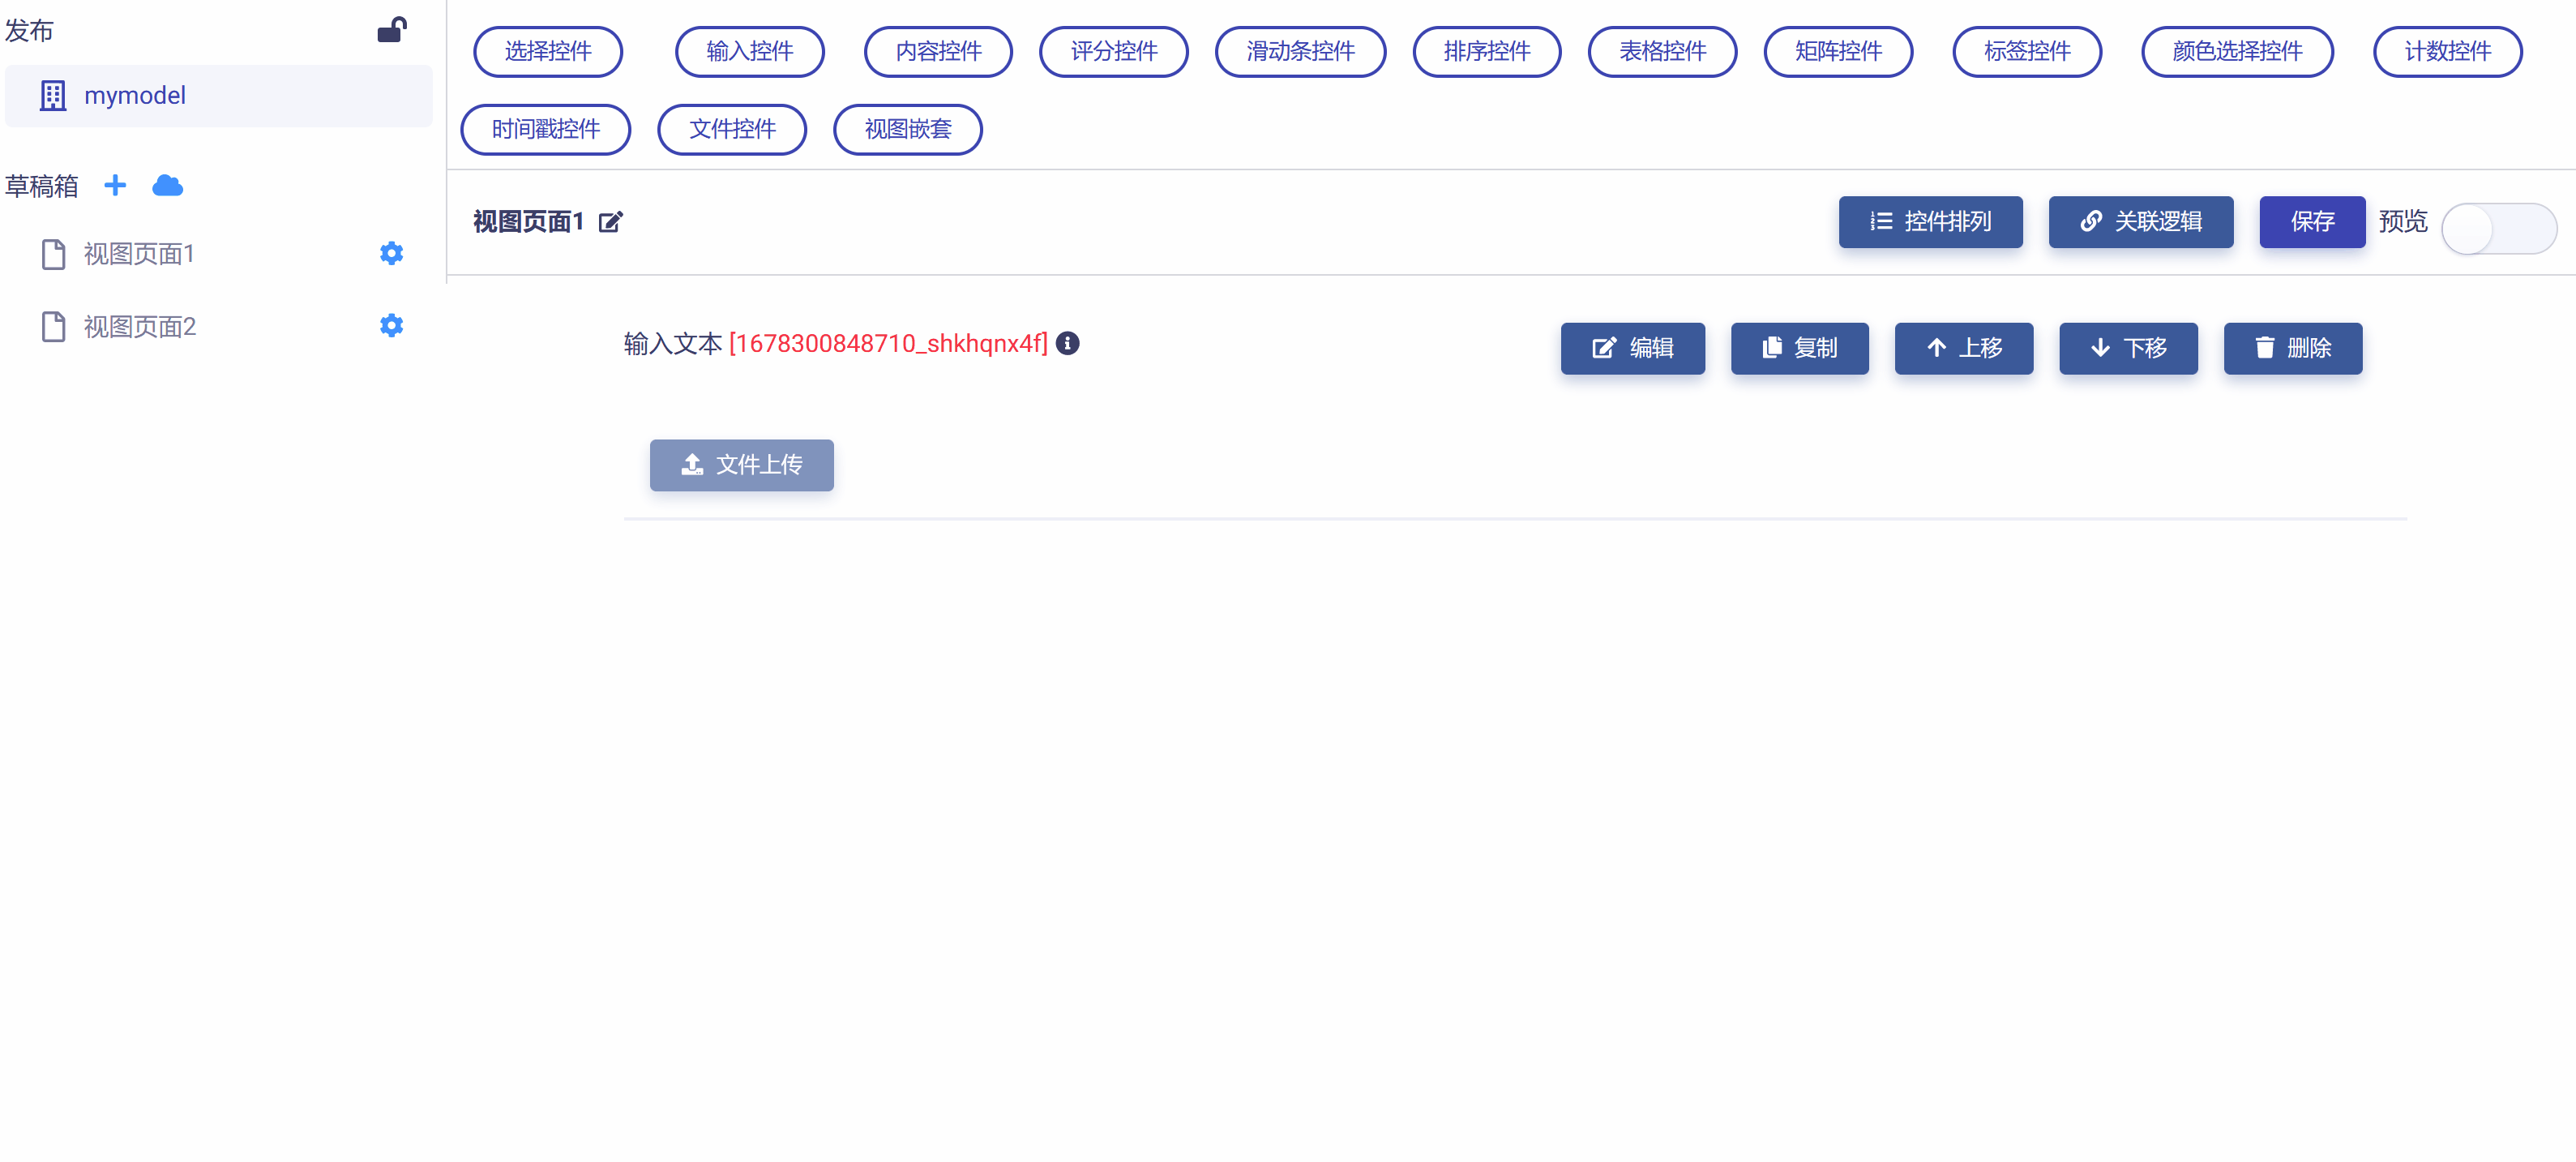 发布
mymodel
草稿箱
视图页面1
视图页面2
选择控件 输入控件 内容控件 评分控件 滑动条控件 排序控件 表格控件 矩阵控件 标签控件 颜色选择控件 计数控件
时间戳控件 文件控件 视图嵌套
视图页面1 控件排列 关联逻辑 保存 预览
输入文本 [1678300848710_shkhqnx4f] 编辑 复制 上移 下移 删除
文件上传